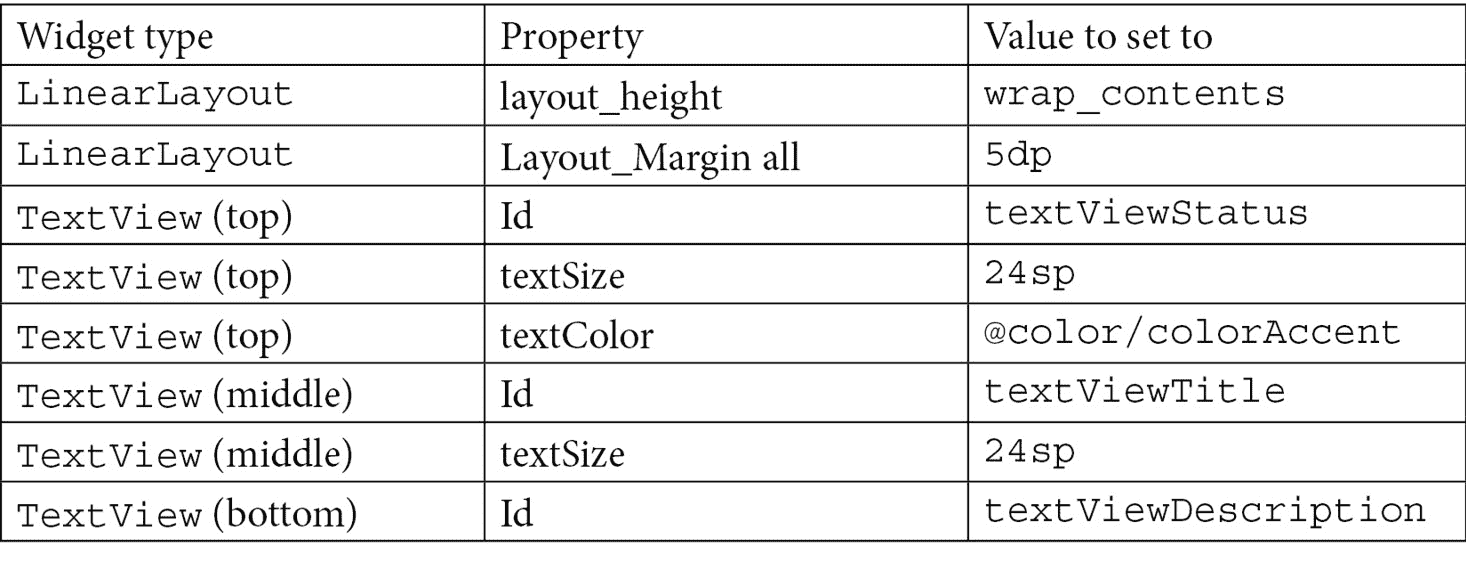 Widget type Property Value to set to
LinearLayout layout_height wrap_contents
LinearLayout Layout_Margin all 5dp
TextView (top) Id textViewStatus
TextView (top) textSize 24sp
TextView (top) textColor @color/colorAccent
TextView (middle) Id textViewTitle
TextView (middle) textSize 24sp
TextView (bottom) Id textViewDescription